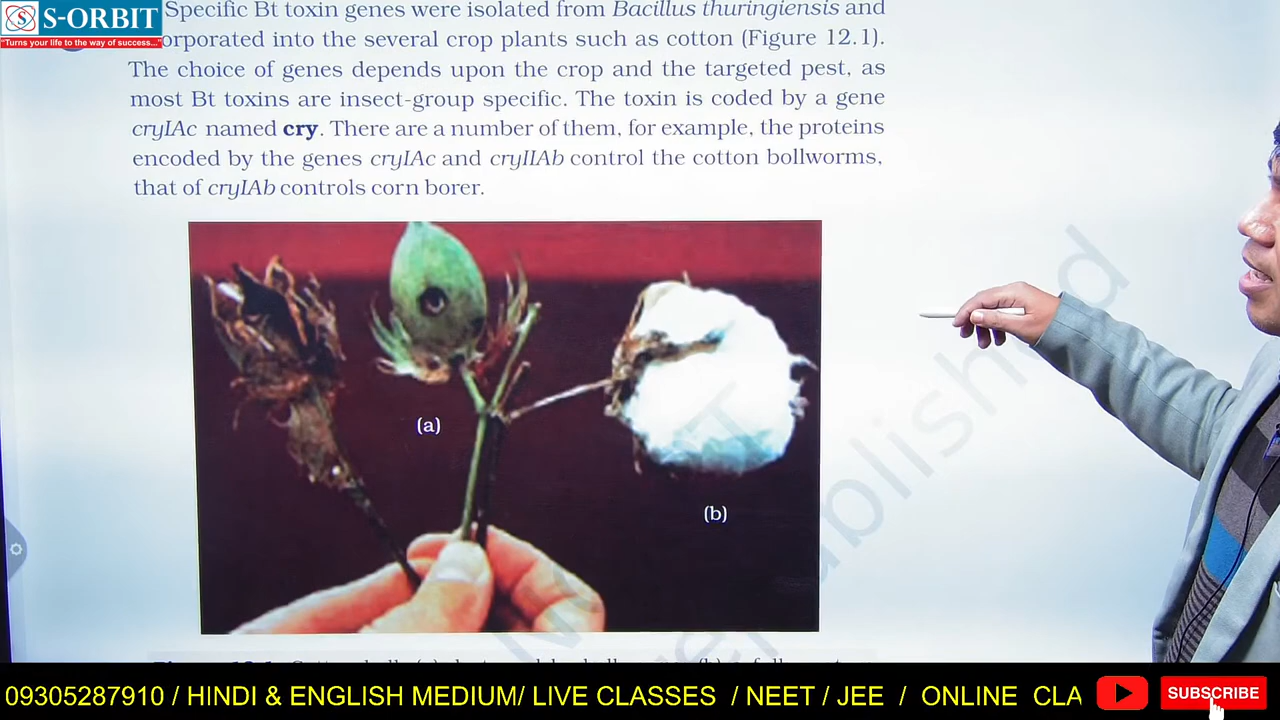 S-ORBIT
"Turns your life to the way of success..."
Specific Bt toxin genes were isolated from Bacillus thuringiensis and
orporated into the several crop plants such as cotton (Figure 12.1).
The choice of genes depends upon the crop and the targeted pest, as
most Bt toxins are insect-group specific. The toxin is coded by a gene
cryIAc named cry. There are a number of them, for example, the proteins
encoded by the genes cryIAc and cryIIAb control the cotton bollworms,
that of cryIAb controls corn borer.
(a)
(b)
09305287910 / HINDI & ENGLISH MEDIUM/ LIVE CLASSES / NEET / JEE / ONLINE CLA
SUBSCRIBE